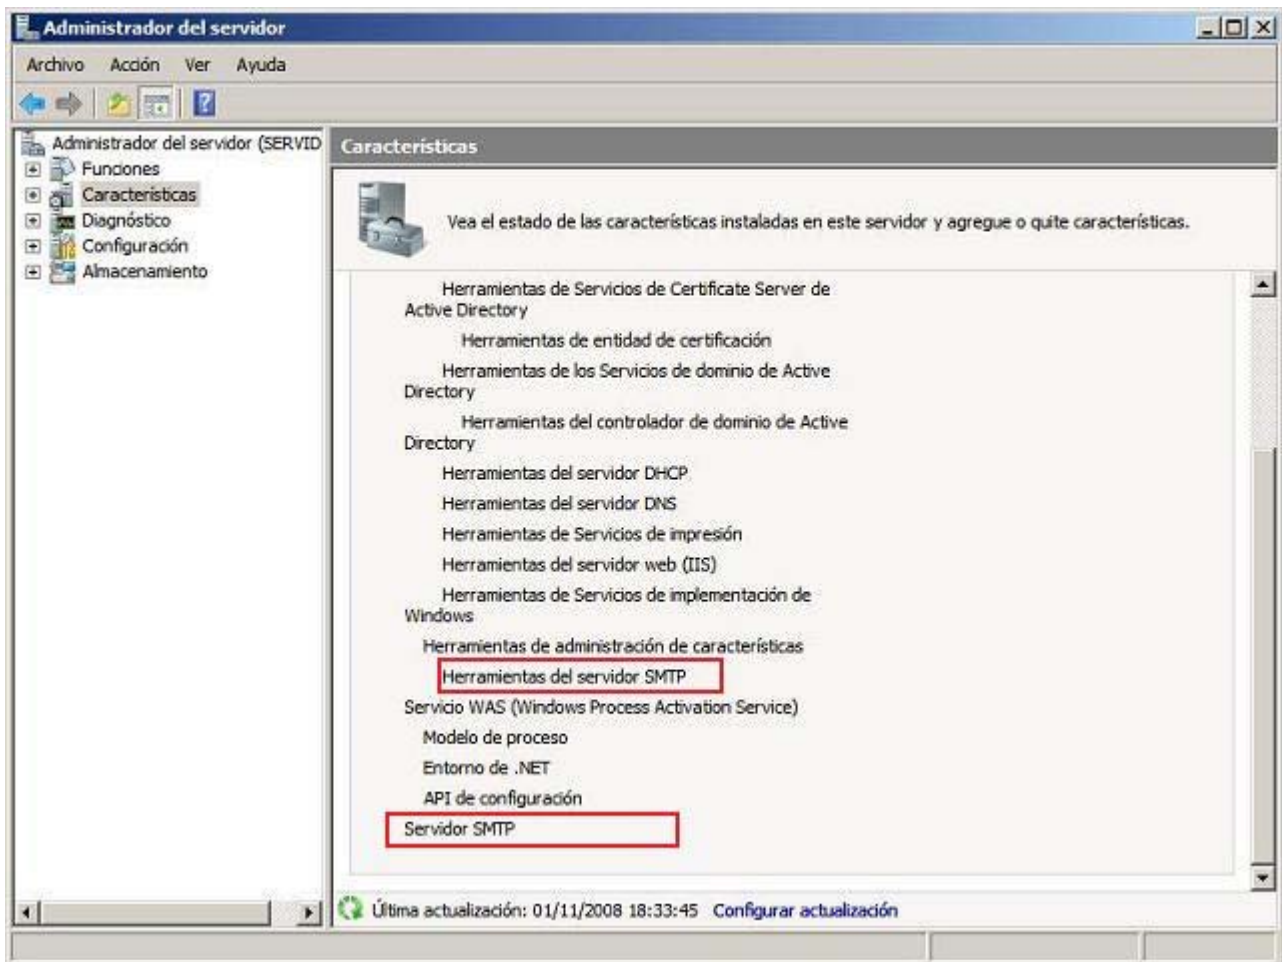 Administrador del servidor
Archivo Acción Ver Ayuda
Administrador del servidor (SERVID
Funciones
Características
Diagnóstico
Configuración
Almacenamiento
Características
Vea el estado de las características instaladas en este servidor y agregue o quite características.
Herramientas de Servicios de Certificate Server de
Active Directory
Herramientas de entidad de certificación
Herramientas de los Servicios de dominio de Active
Directory
Herramientas del controlador de dominio de Active
Directory
Herramientas del servidor DHCP
Herramientas del servidor DNS
Herramientas de Servicios de impresión
Herramientas del servidor web (IIS)
Herramientas de Servicios de implementación de
Windows
Herramientas de administración de características
Herramientas del servidor SMTP
Servicio WAS (Windows Process Activation Service)
Modelo de proceso
Entorno de .NET
API de configuración
Servidor SMTP
Última actualización: 01/11/2008 18:33:45 Configurar actualización